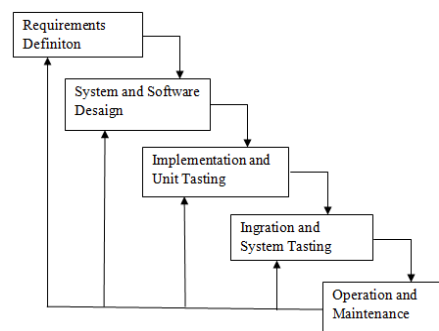 Requirements
Definiton
System and Software
Desaign
Implementation and
Unit Tasting
Ingration and
System Tasting
Operation and
Maintenance